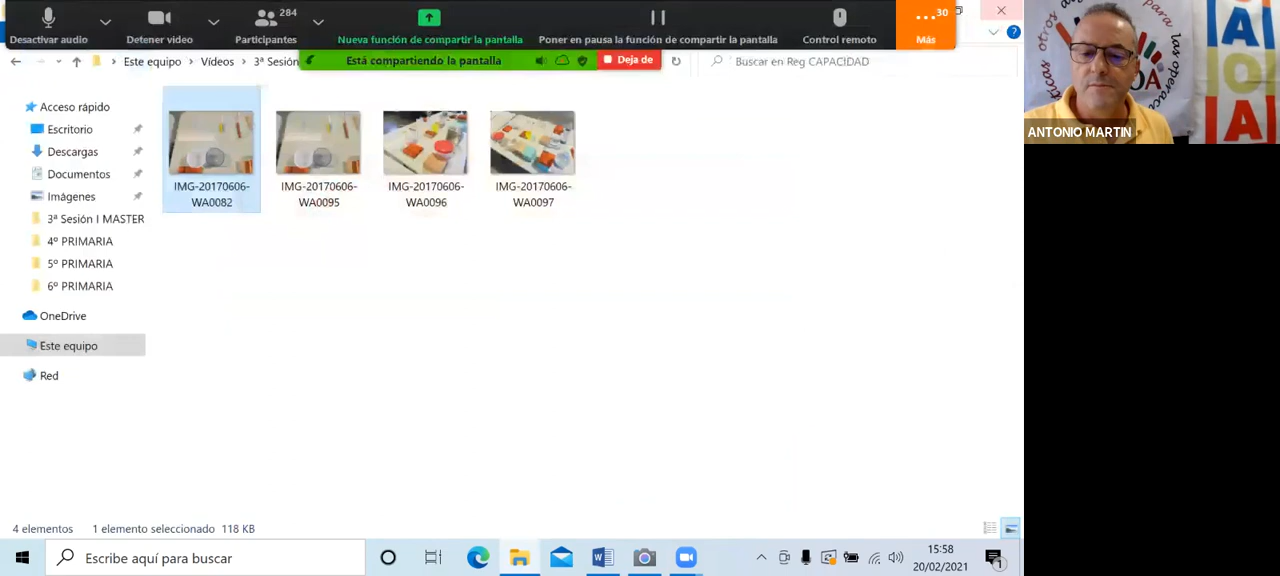 284
30
Desactivar audio
Detener video
Participantes
Nueva función de compartir la pantalla
Poner en pausa la función de compartir la pantalla
Control remoto
Más
Este equipo
Vídeos
3ª Sesión
Está compartiendo la pantalla
Deja de
Buscar en Reg CAPACIDAD
Acceso rápido
Escritorio
Descargas
Documentos
Imágenes
3ª Sesión I MASTER
4º PRIMARIA
5º PRIMARIA
6º PRIMARIA
OneDrive
Este equipo
Red
IMG-20170606-
WA0082
IMG-20170606-
WA0095
IMG-20170606-
WA0096
IMG-20170606-
WA0097
ANTONIO MARTIN
4 elementos
1 elemento seleccionado 118 KB
Escribe aquí para buscar
15:58
20/02/2021
1